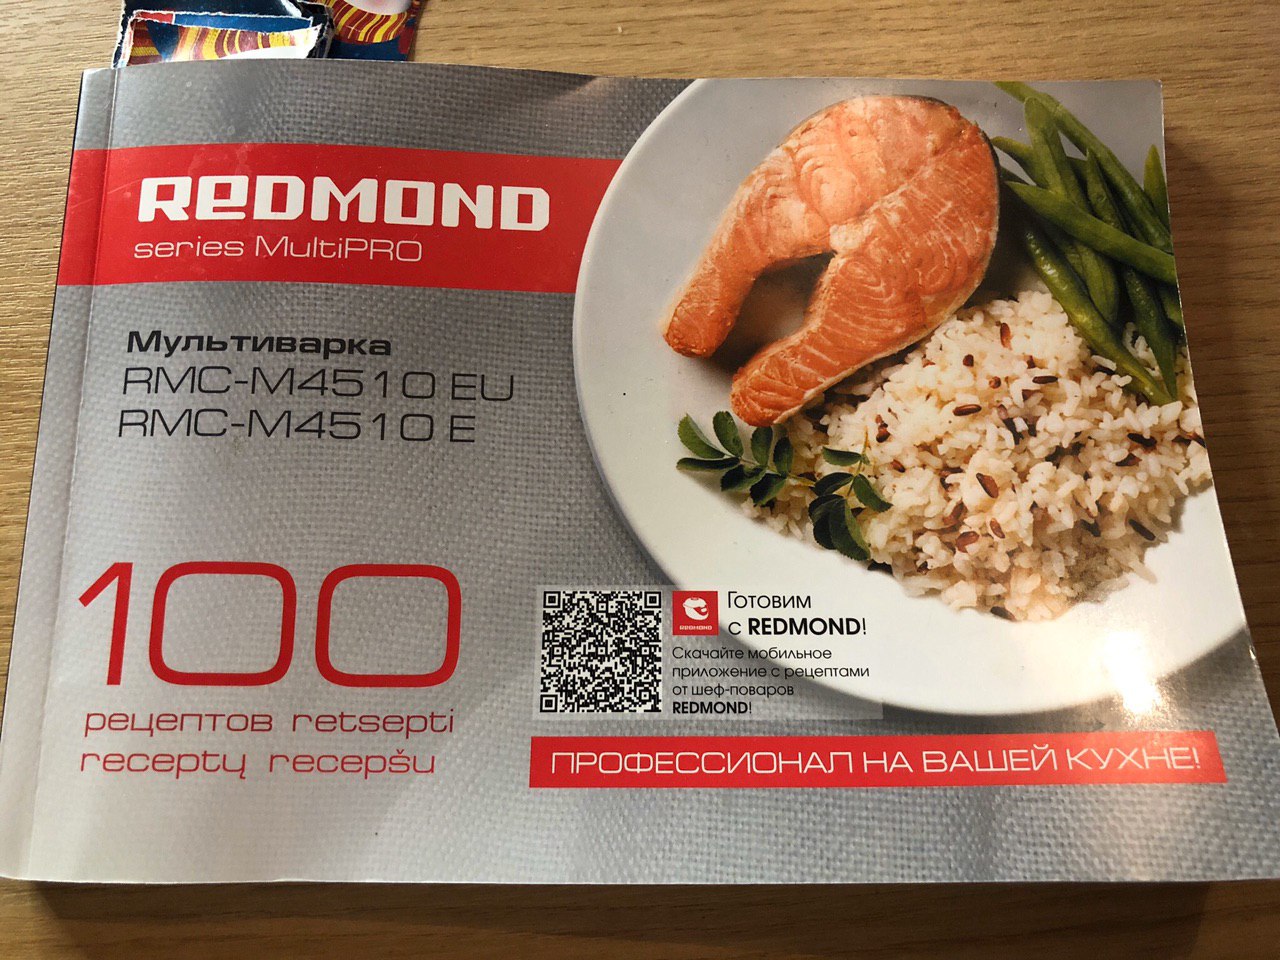 REDMOND
series MultiPRO
Мультиварка
RMC-M4510 EU
RMC-M4510 E
100
рецептов retsepti
receptų recepšu
REDMOND
Готовим
с REDMOND!
Скачайте мобильное
приложение с рецептами
от шеф-поваров
REDMOND!
ПРОФЕССИОНАЛ НА ВАШЕЙ КУХНЕ!